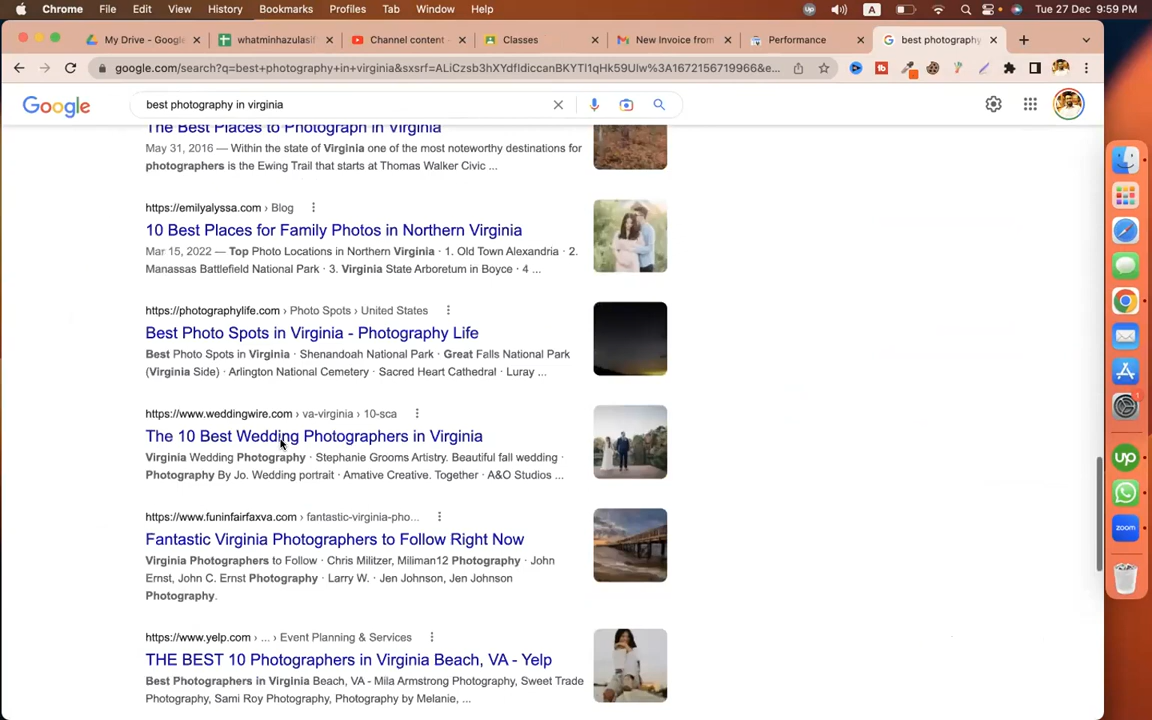 Chrome File Edit View History Bookmarks Profiles Tab Window Help A Tue 27 Dec 9:59 PM
My Drive - Google whatminhazulasif Channel content - Classes New Invoice from Performance best photography
google.com/search?q=best+photography+in+virginia&sxsrf=ALiCzsb3hXYdfldiccanBKYTl1qHk59Ulw%3A1672156719966&e...
Google best photography in virginia
The Best Places to Photograph in Virginia
May 31, 2016 — Within the state of Virginia one of the most noteworthy destinations for
photographers is the Ewing Trail that starts at Thomas Walker Civic ...
https://emilyalyssa.com › Blog
10 Best Places for Family Photos in Northern Virginia
Mar 15, 2022 — Top Photo Locations in Northern Virginia · 1. Old Town Alexandria · 2.
Manassas Battlefield National Park · 3. Virginia State Arboretum in Boyce · 4 ...
https://photographylife.com › Photo Spots › United States
Best Photo Spots in Virginia - Photography Life
Best Photo Spots in Virginia · Shenandoah National Park · Great Falls National Park
(Virginia Side) · Arlington National Cemetery · Sacred Heart Cathedral · Luray ...
https://www.weddingwire.com › va-virginia › 10-sca
The 10 Best Wedding Photographers in Virginia
Virginia Wedding Photography · Stephanie Grooms Artistry. Beautiful fall wedding ·
Photography By Jo. Wedding portrait · Amative Creative. Together · A&O Studios ...
https://www.funinfairfaxva.com › fantastic-virginia-pho...
Fantastic Virginia Photographers to Follow Right Now
Virginia Photographers to Follow · Chris Militzer, Miliman12 Photography · John
Ernst, John C. Ernst Photography · Larry W. · Jen Johnson, Jen Johnson
Photography.
https://www.yelp.com › ... › Event Planning & Services
THE BEST 10 Photographers in Virginia Beach, VA - Yelp
Best Photographers in Virginia Beach, VA - Mila Armstrong Photography, Sweet Trade
Photography, Sami Roy Photography, Photography by Melanie, ...
up
zoom